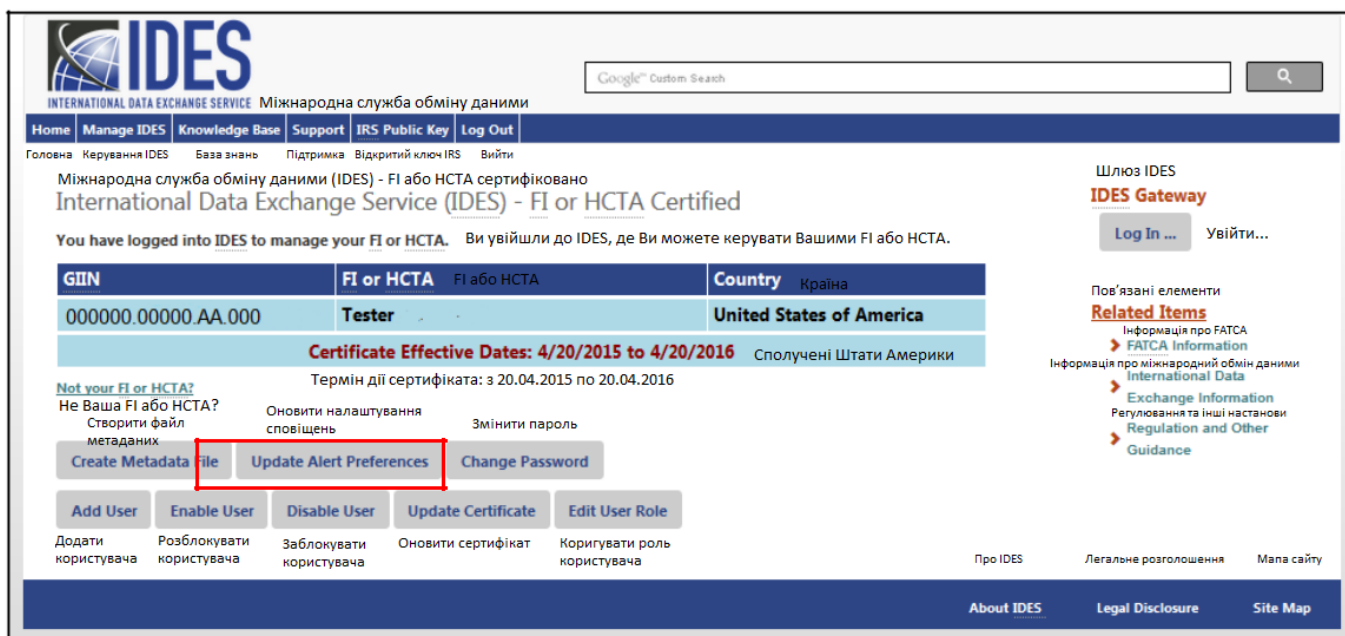 IDES
INTERNATIONAL DATA EXCHANGE SERVICE Міжнародна служба обміну даними
Google™ Custom Search
Home Manage IDES Knowledge Base Support IRS Public Key Log Out
Головна Керування IDES База знань Підтримка Відкритий ключ IRS Вийти
Міжнародна служба обміну даними (IDES) - FI або HCTA сертифіковано
International Data Exchange Service (IDES) - FI or HCTA Certified
You have logged into IDES to manage your FI or HCTA. Ви увійшли до IDES, де Ви можете керувати Вашими FI або HCTA.
GIIN FI or HCTA FI або HCTA Country Країна
000000.00000.AA.000 Tester United States of America
Certificate Effective Dates: 4/20/2015 to 4/20/2016 Сполучені Штати Америки
Термін дії сертифіката: з 20.04.2015 по 20.04.2016
Not your FI or HCTA?
Не Ваша FI або HCTA?
Створити файл
метаданих
Оновити налаштування
сповіщень
Змінити пароль
Create Metadata File Update Alert Preferences Change Password
Add User Enable User Disable User Update Certificate Edit User Role
Додати
користувача
Розблокувати
користувача
Заблокувати
користувача
Оновити сертифікат
Коригувати роль
користувача
Шлюз IDES
IDES Gateway
Log In ... Увійти...
Пов'язані елементи
Related Items
Інформація про FATCA
FATCA Information
Інформація про міжнародний обмін даними
International Data
Exchange Information
Регулювання та інші настанови
Regulation and Other
Guidance
Про IDES Легальне розголошення Мапа сайту
About IDES Legal Disclosure Site Map